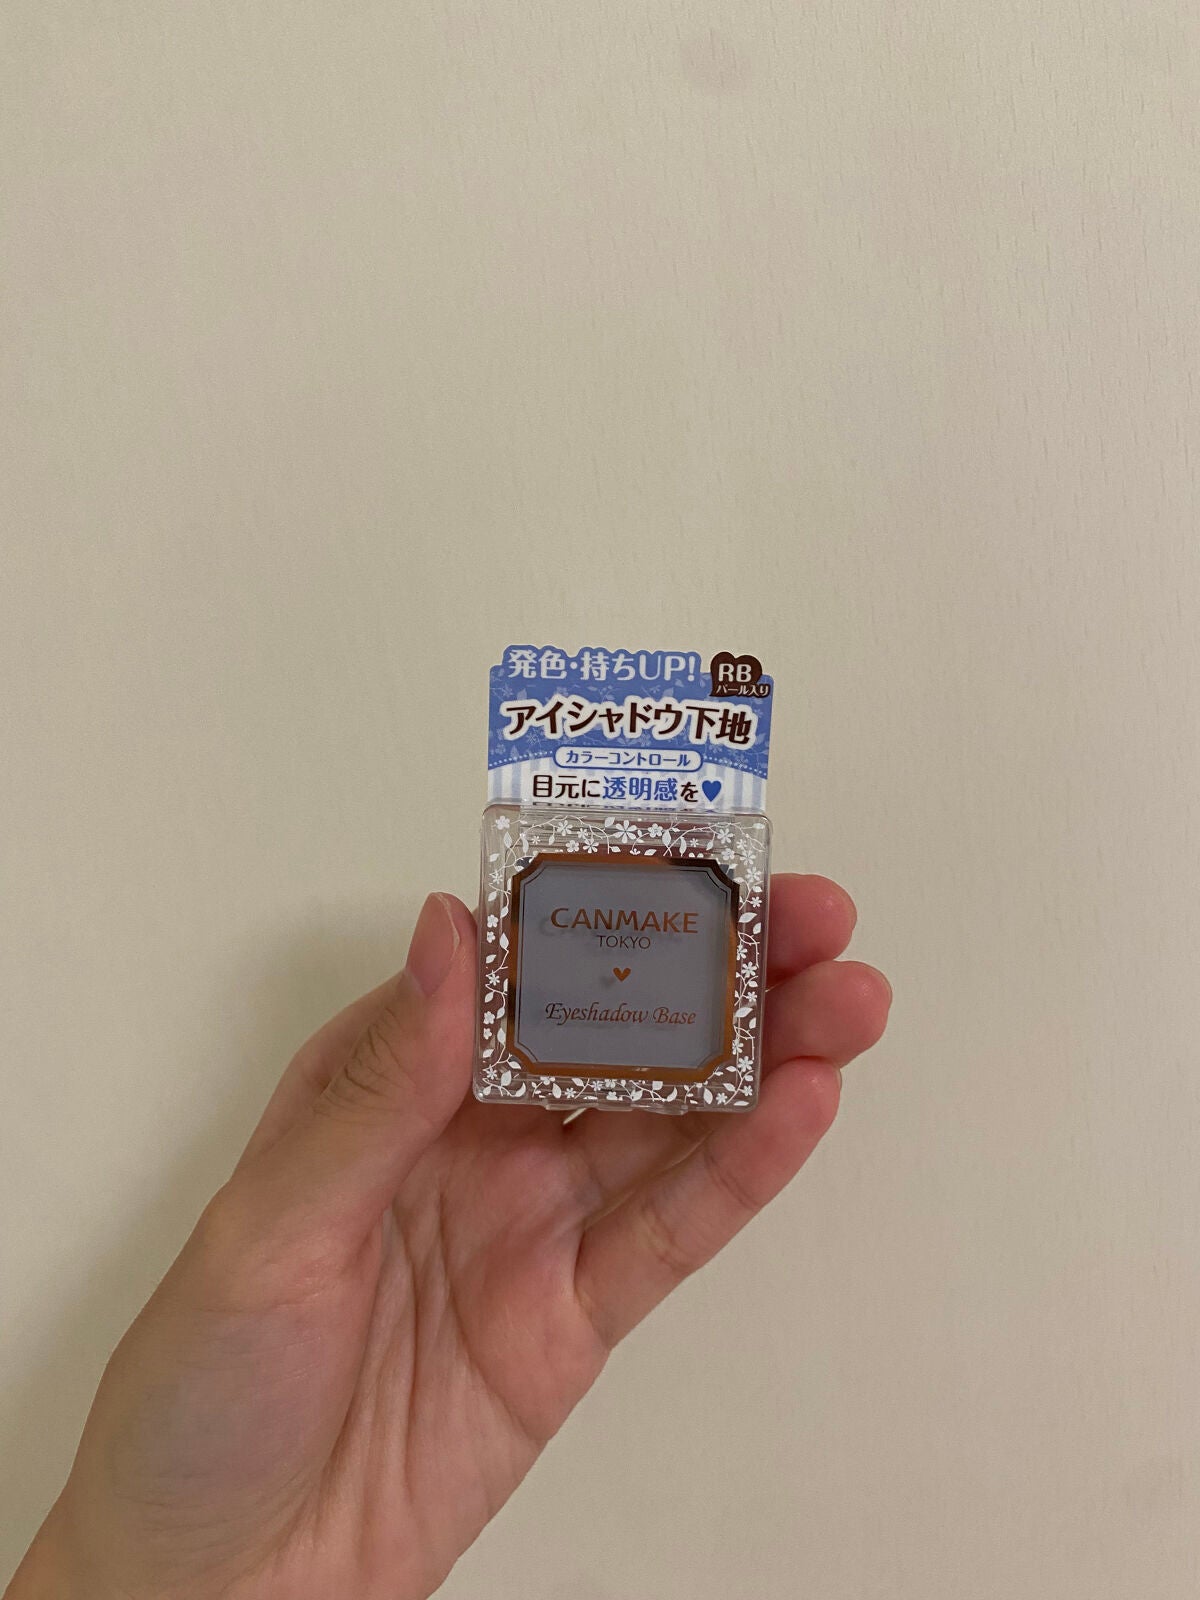 発色・持ちUP!
RB
パール入り
アイシャドウ下地
カラーコントロール
目元に透明感を♥
CANMAKE
TOKYO
♥
Eyeshadow Base